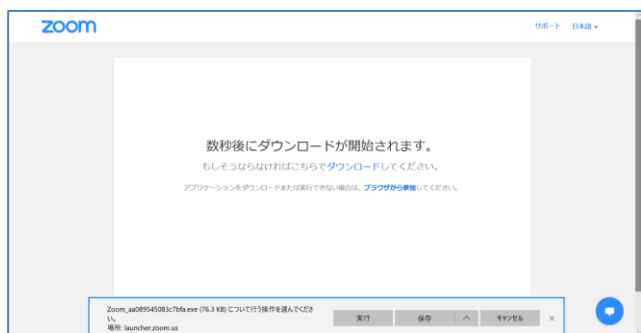 zoom
サポート 日本語
数秒後にダウンロードが開始されます。
もしそうならなければこちらでダウンロードしてください。
アプリケーションをダウンロードまたは実行できない場合は、ブラウザから参加してください。
Zoom_aa089545083c7bfa.exe (76.3 KB) について行う操作を選んでくださ
い。
場所: launcher.zoom.us
実行 保存 キャンセル